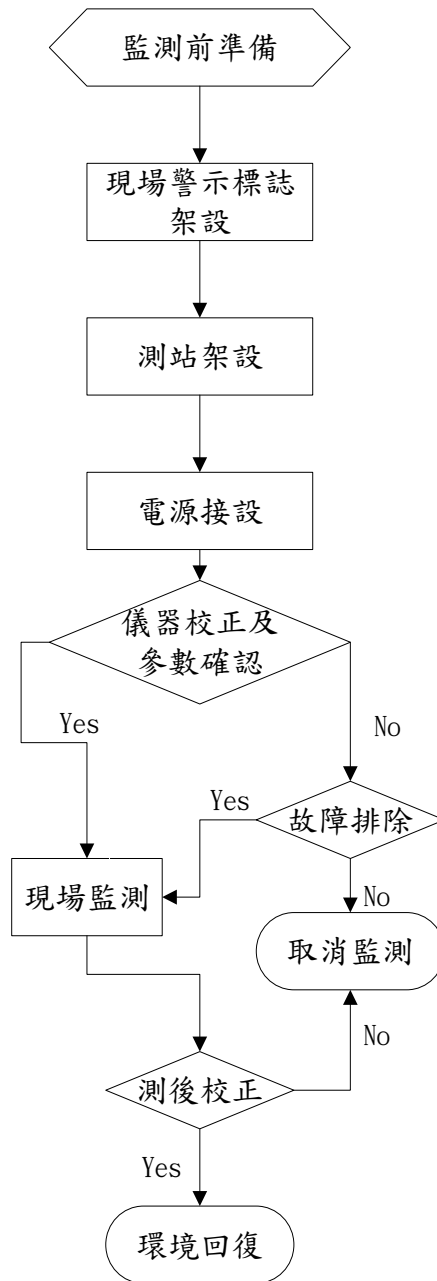 監測前準備
現場警示標誌
架設
測站架設
電源接設
儀器校正及
參數確認
Yes
No
Yes
故障排除
現場監測
No
取消監測
No
測後校正
Yes
環境回復